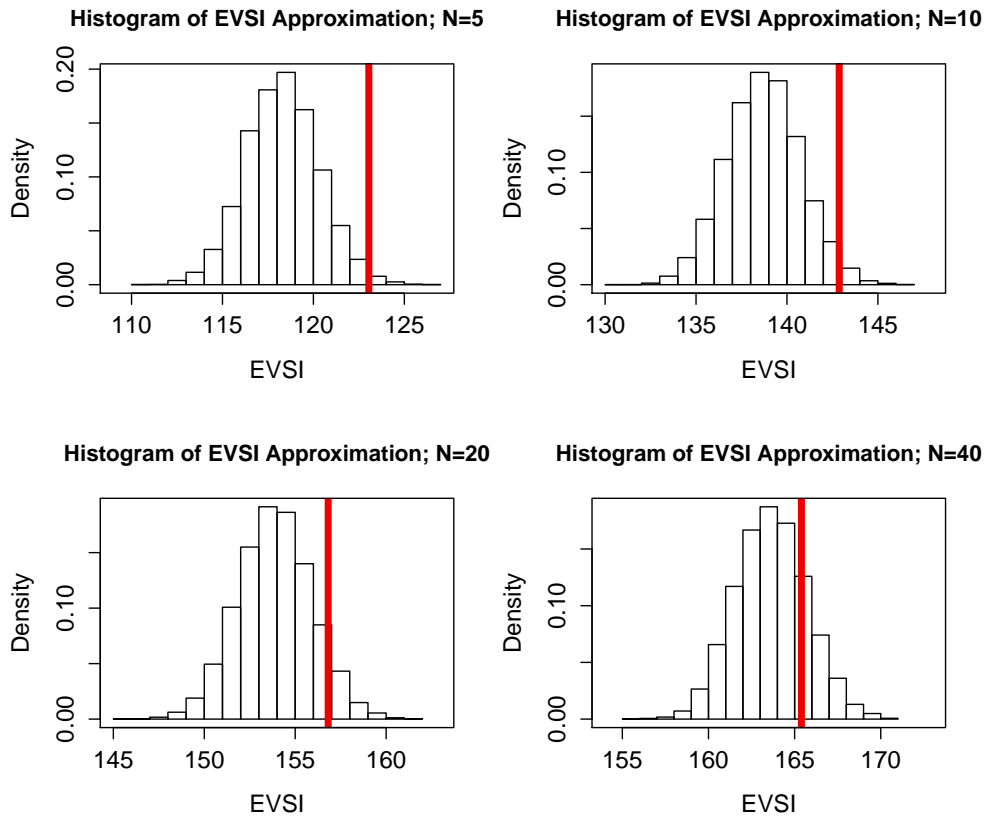 Histogram of EVSI Approximation; N=5
Density
0.00 0.10 0.20
110 115 120 125
EVSI
Histogram of EVSI Approximation; N=10
Density
0.00 0.10
130 135 140 145
EVSI
Histogram of EVSI Approximation; N=20
Density
0.00 0.10
145 150 155 160
EVSI
Histogram of EVSI Approximation; N=40
Density
0.00 0.10
155 160 165 170
EVSI